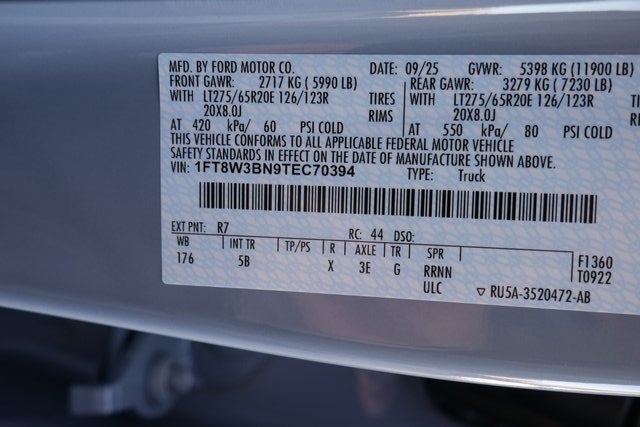 MFD. BY FORD MOTOR CO. DATE: 09/25 GVWR: 5398 KG (11900 LB)
FRONT GAWR: 2717 KG (5990 LB) REAR GAWR: 3279 KG (7230 LB)
WITH LT275/65R20E 126/123R TIRES WITH LT275/65R20E 126/123R TIRES
20X8.0J RIMS 20X8.0J
AT 420 kPa/ 60 PSI COLD AT 550 kPa/ 80 PSI COLD
THIS VEHICLE CONFORMS TO ALL APPLICABLE FEDERAL MOTOR VEHICLE
SAFETY STANDARDS IN EFFECT ON THE DATE OF MANUFACTURE SHOWN ABOVE.
VIN: 1FT8W3BN9TEC70394 TYPE: Truck
EXT PNT: R7 RC: 44 DSO:
WB INT TR TP/PS R AXLE TR SPR F1360
176 5B X 3E G RRNN T0922
ULC RU5A-3520472-AB